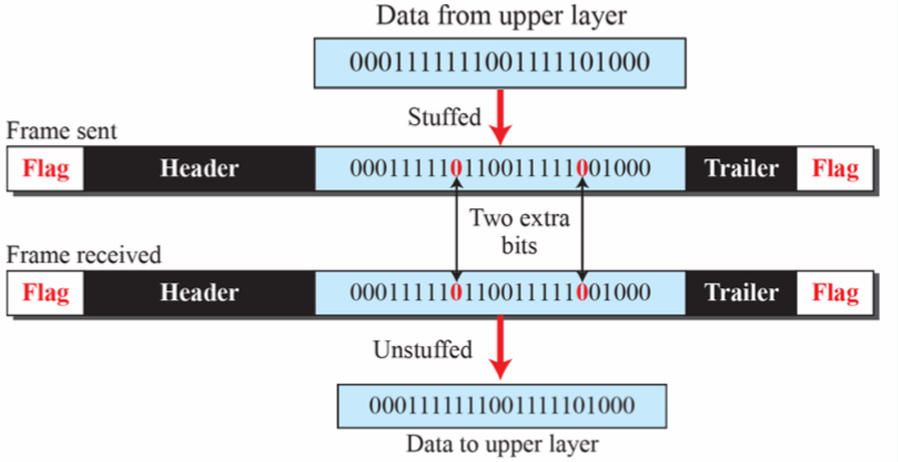 Data from upper layer
0001111111001111101000
Stuffed
Frame sent
Flag Header 000111110110011111001000 Trailer Flag
Two extra
bits
Frame received
Flag Header 000111110110011111001000 Trailer Flag
Unstuffed
0001111111001111101000
Data to upper layer